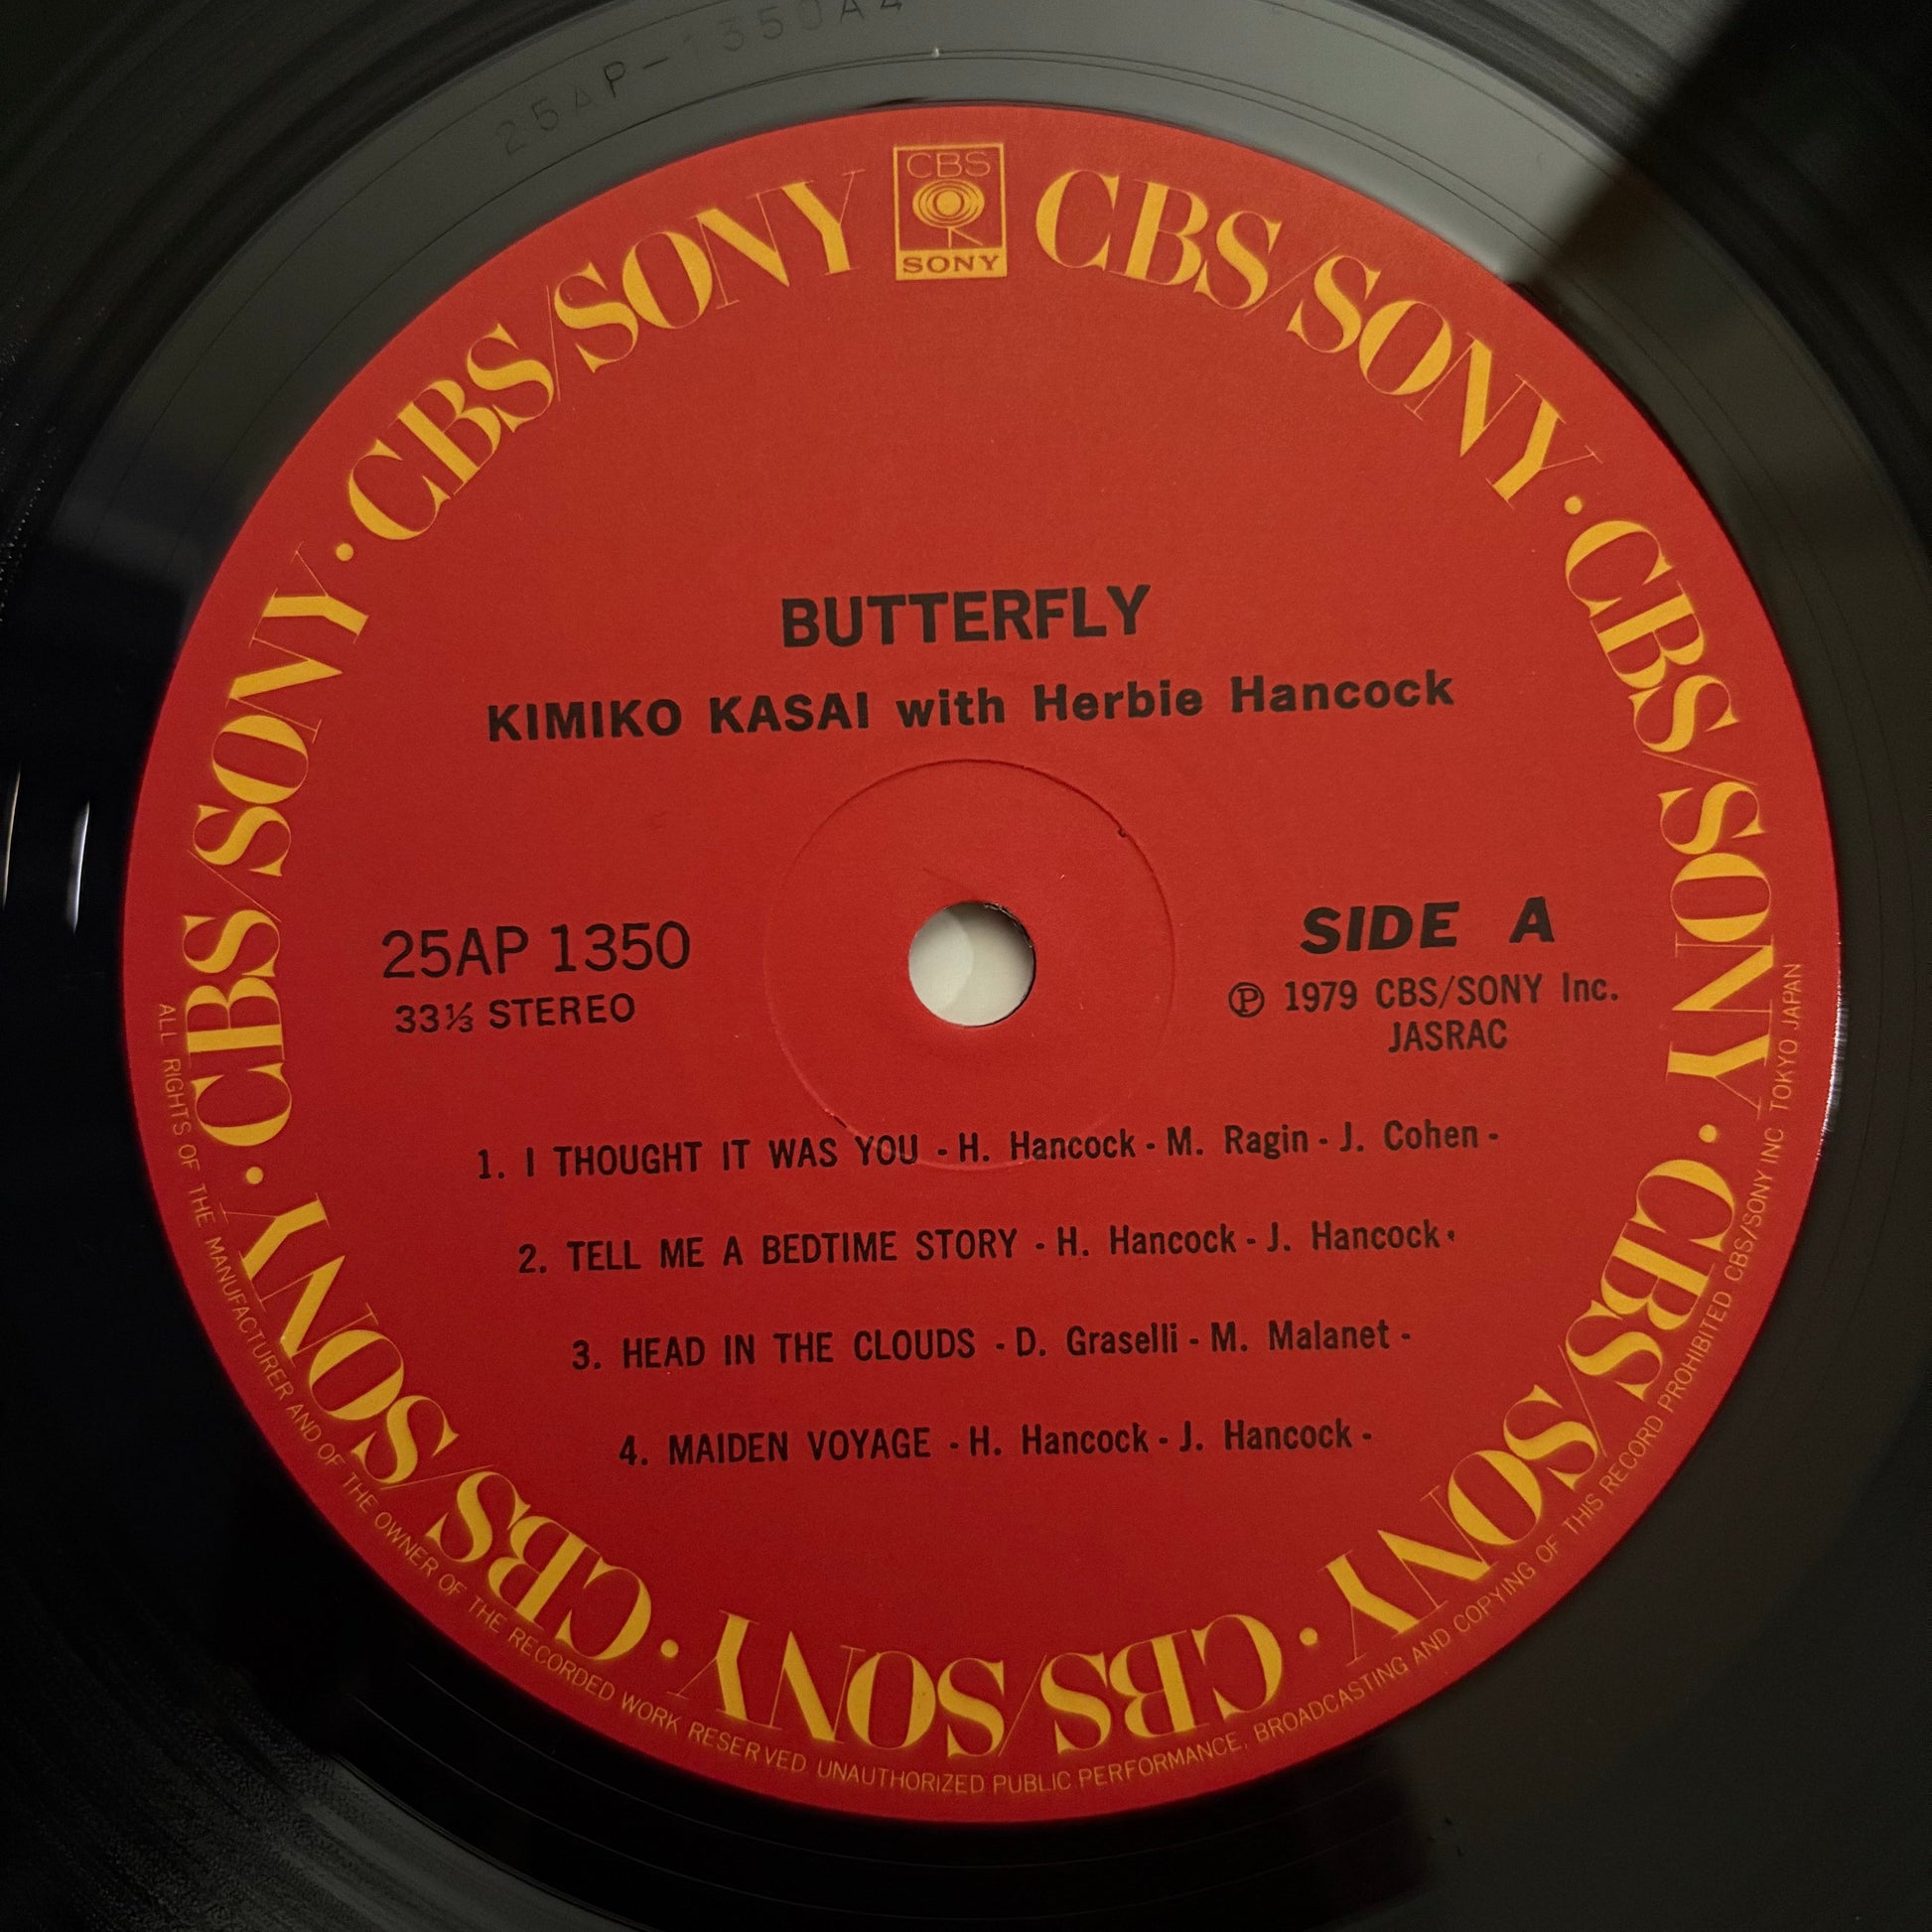 25AP-1350A4
CBS
SONY
CBS/SONY · CBS/SONY · CBS/SONY · CBS/SONY · CBS/SONY · CBS/SONY · CBS/SONY
BUTTERFLY
KIMIKO KASAI with Herbie Hancock
25AP 1350
33⅓ STEREO
SIDE A
Ⓟ 1979 CBS/SONY Inc.
JASRAC
1. I THOUGHT IT WAS YOU - H. Hancock - M. Ragin - J. Cohen -
2. TELL ME A BEDTIME STORY - H. Hancock - J. Hancock -
3. HEAD IN THE CLOUDS - D. Graselli - M. Malanet -
4. MAIDEN VOYAGE - H. Hancock - J. Hancock -
ALL RIGHTS OF THE MANUFACTURER AND OF THE OWNER OF THE RECORDED WORK RESERVED UNAUTHORIZED PUBLIC PERFORMANCE, BROADCASTING AND COPYING OF THIS RECORD PROHIBITED CBS/SONY INC TOKYO JAPAN